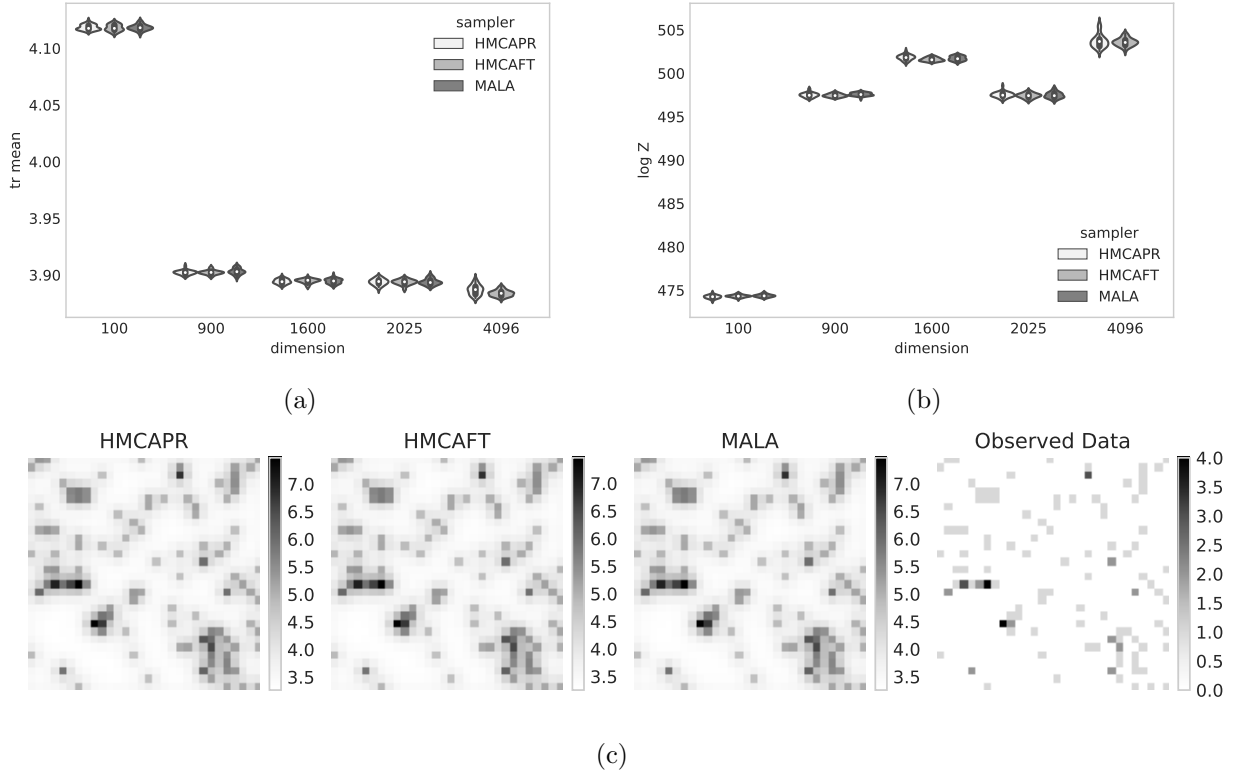 tr mean
4.10
4.05
4.00
3.95
3.90
100 900 1600 2025 4096
dimension
sampler
HMCAPR
HMCAFT
MALA
(a)
log Z
505
500
495
490
485
480
475
100 900 1600 2025 4096
dimension
sampler
HMCAPR
HMCAFT
MALA
(b)
HMCAPR
7.0
6.5
6.0
5.5
5.0
4.5
4.0
3.5
HMCAFT
7.0
6.5
6.0
5.5
5.0
4.5
4.0
3.5
MALA
7.0
6.5
6.0
5.5
5.0
4.5
4.0
3.5
Observed Data
4.0
3.5
3.0
2.5
2.0
1.5
1.0
0.5
0.0
(c)